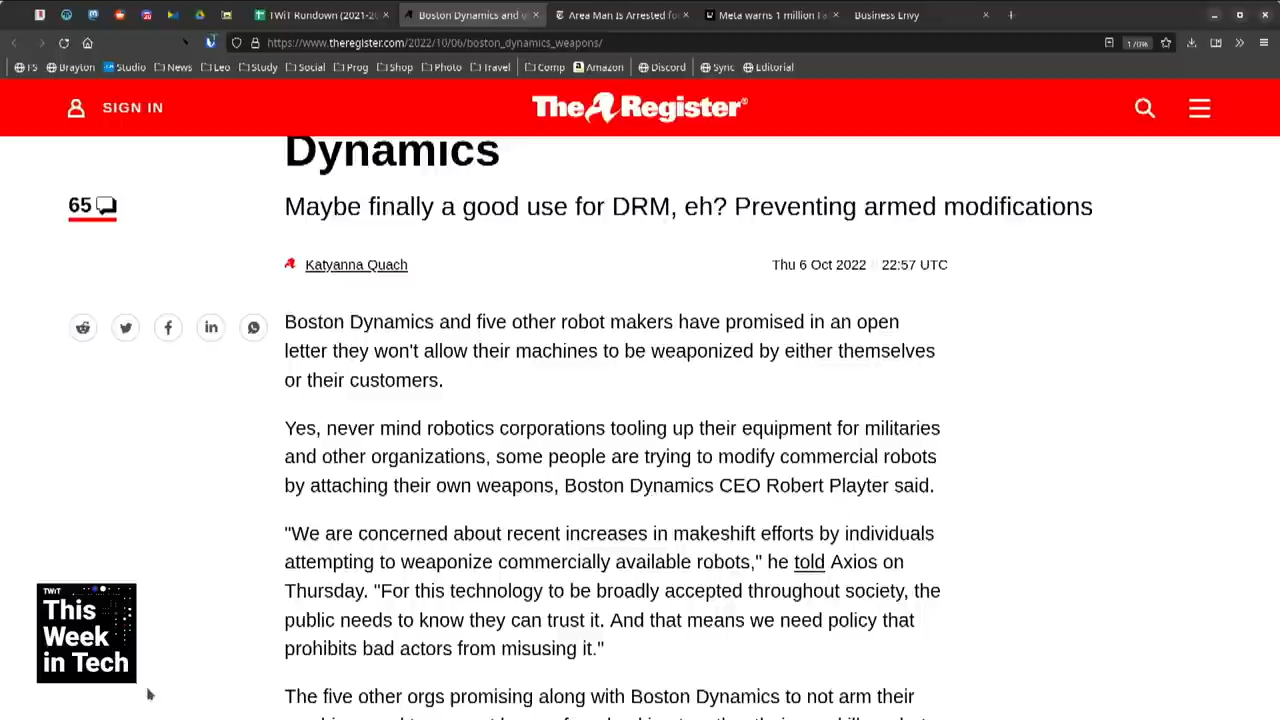 TWiT Rundown (2021-20
Boston Dynamics and
Area Man Is Arrested for
Meta warns 1 million Fa
Business Envy
https://www.theregister.com/2022/10/06/boston_dynamics_weapons/
170%
FS
Brayton
Studio
News
Leo
Study
Social
Prog
Shop
Photo
Travel
Comp
Amazon
Discord
Sync
Editorial
SIGN IN
The Register®
Dynamics
65
Maybe finally a good use for DRM, eh? Preventing armed modifications
Katyanna Quach
Thu 6 Oct 2022
22:57 UTC
Boston Dynamics and five other robot makers have promised in an open
letter they won't allow their machines to be weaponized by either themselves
or their customers.
Yes, never mind robotics corporations tooling up their equipment for militaries
and other organizations, some people are trying to modify commercial robots
by attaching their own weapons, Boston Dynamics CEO Robert Playter said.
"We are concerned about recent increases in makeshift efforts by individuals
attempting to weaponize commercially available robots," he told Axios on
Thursday. "For this technology to be broadly accepted throughout society, the
public needs to know they can trust it. And that means we need policy that
prohibits bad actors from misusing it."
The five other orgs promising along with Boston Dynamics to not arm their
TWiT
This
Week
in Tech